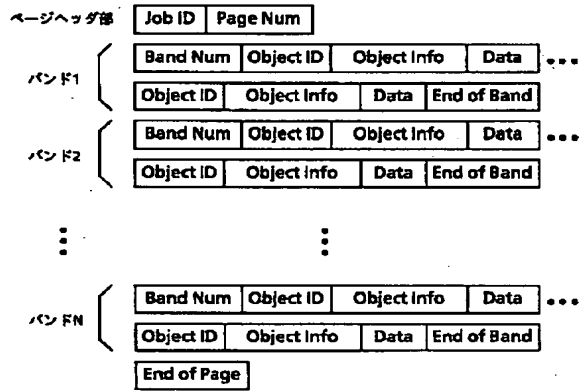 ページヘッダ部 Job ID Page Num
Band Num Object ID Object Info Data •••
バンド1
Object ID Object Info Data End of Band
Band Num Object ID Object Info Data •••
バンド2
Object ID Object Info Data End of Band
Band Num Object ID Object Info Data •••
バンドN
Object ID Object Info Data End of Band
End of Page